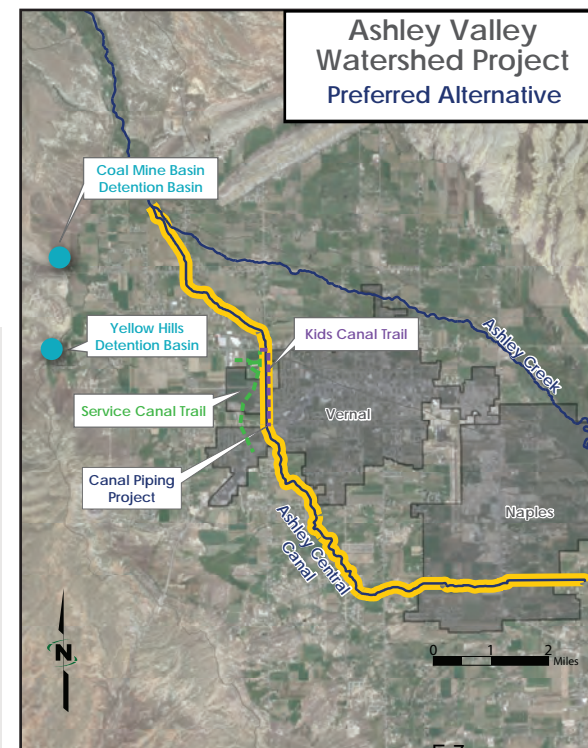 Ashley Valley
Watershed Project
Preferred Alternative
Coal Mine Basin
Detention Basin
Yellow Hills
Detention Basin
Kids Canal Trail
Ashley Creek
Service Canal Trail
Vernal
Canal Piping
Project
Naples
Ashley Central
Canal
N
0 1 2
Miles